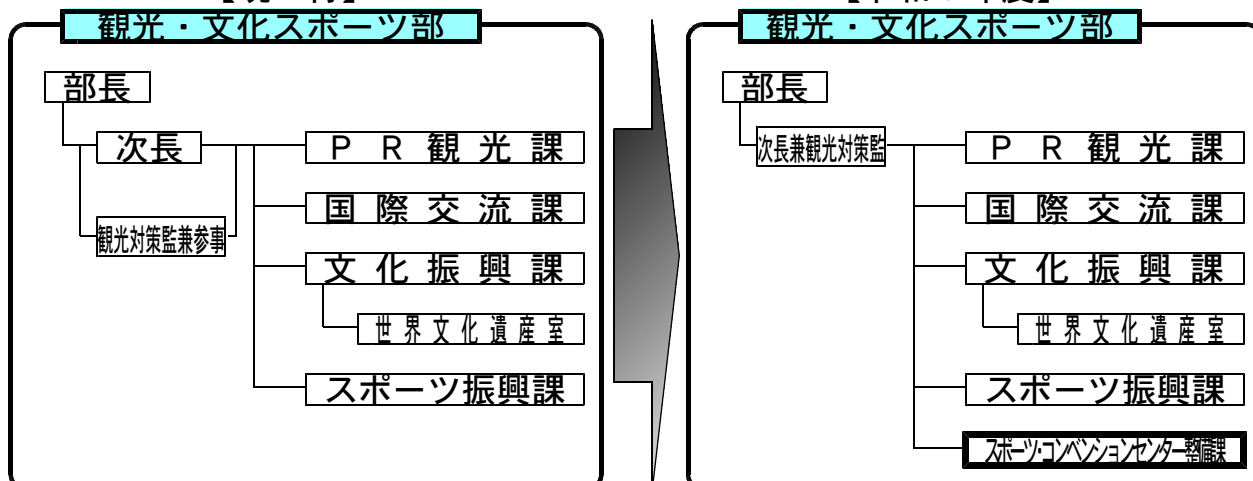 観光・文化スポーツ部
部長
次長
観光対策監兼参事
ＰＲ観光課
国際交流課
文化振興課
世界文化遺産室
スポーツ振興課
観光・文化スポーツ部
部長
次長兼観光対策監
ＰＲ観光課
国際交流課
文化振興課
世界文化遺産室
スポーツ振興課
スポーツ・コンベンションセンター整備課